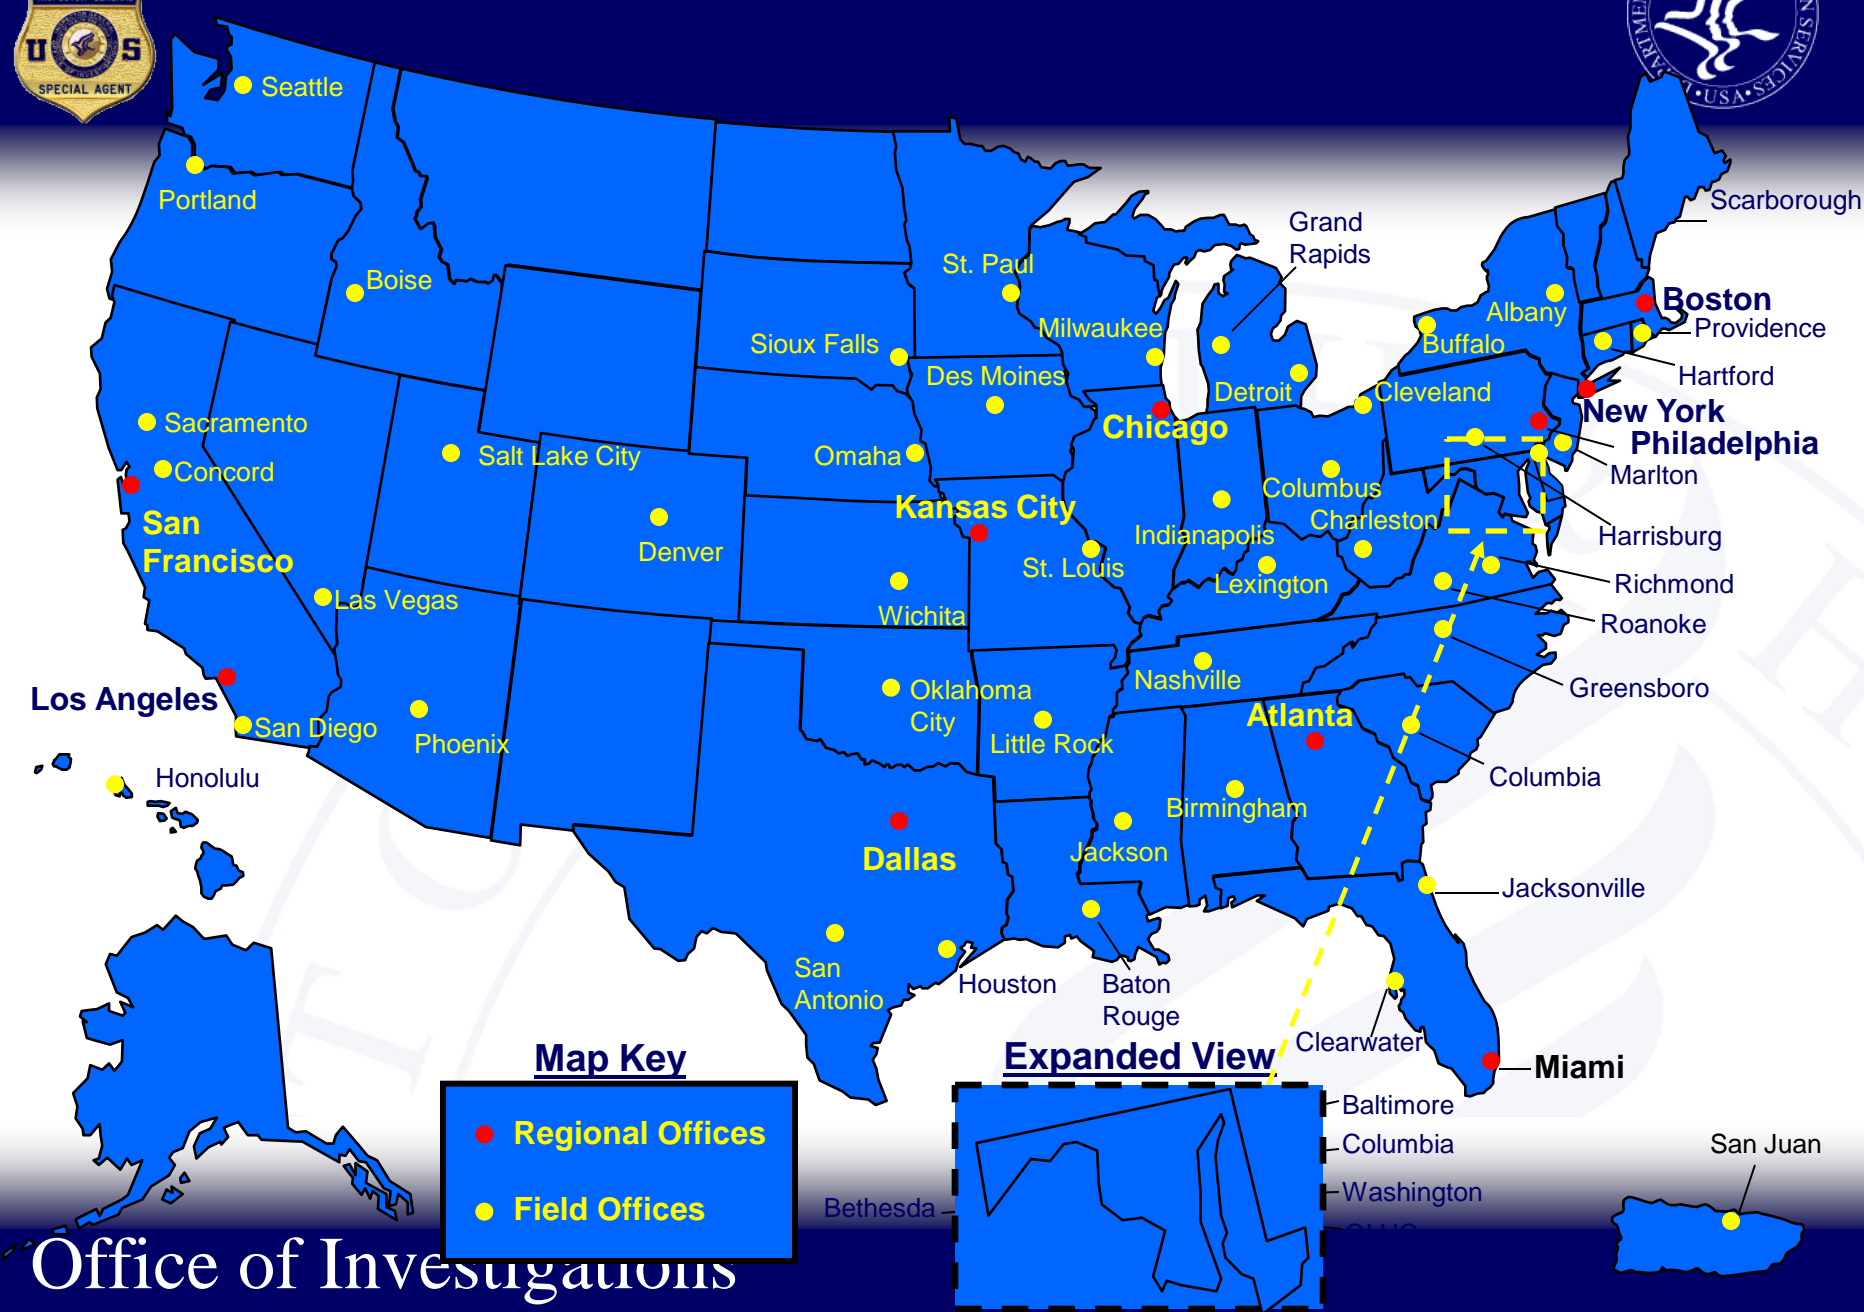 U S
SPECIAL AGENT
USA
SERVICES
Seattle
Portland
Boise
Sacramento
Concord
San
Francisco
Las Vegas
Los Angeles
San Diego
Honolulu
Salt Lake City
Phoenix
Denver
St. Paul
Sioux Falls
Des Moines
Omaha
Kansas City
St. Louis
Wichita
Oklahoma
City
Little Rock
Dallas
San
Antonio
Houston
Baton
Rouge
Jackson
Birmingham
Atlanta
Nashville
Milwaukee
Chicago
Grand
Rapids
Detroit
Indianapolis
Columbus
Charleston
Lexington
Cleveland
Buffalo
Albany
Scarborough
Boston
Providence
Hartford
New York
Philadelphia
Marlton
Harrisburg
Richmond
Roanoke
Greensboro
Columbia
Jacksonville
Clearwater
Miami
Map Key
Regional Offices
Field Offices
Expanded View
Baltimore
Columbia
Washington
Bethesda
San Juan
Office of Investigations